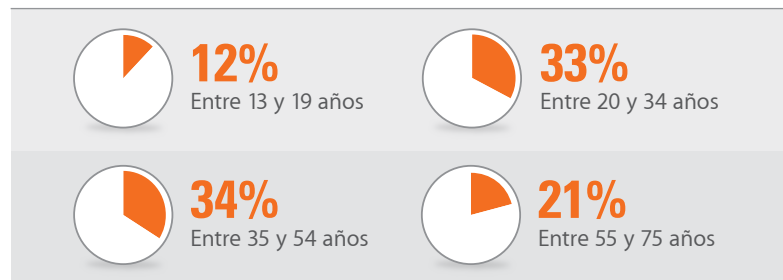 12%
Entre 13 y 19 años
33%
Entre 20 y 34 años
34%
Entre 35 y 54 años
21%
Entre 55 y 75 años